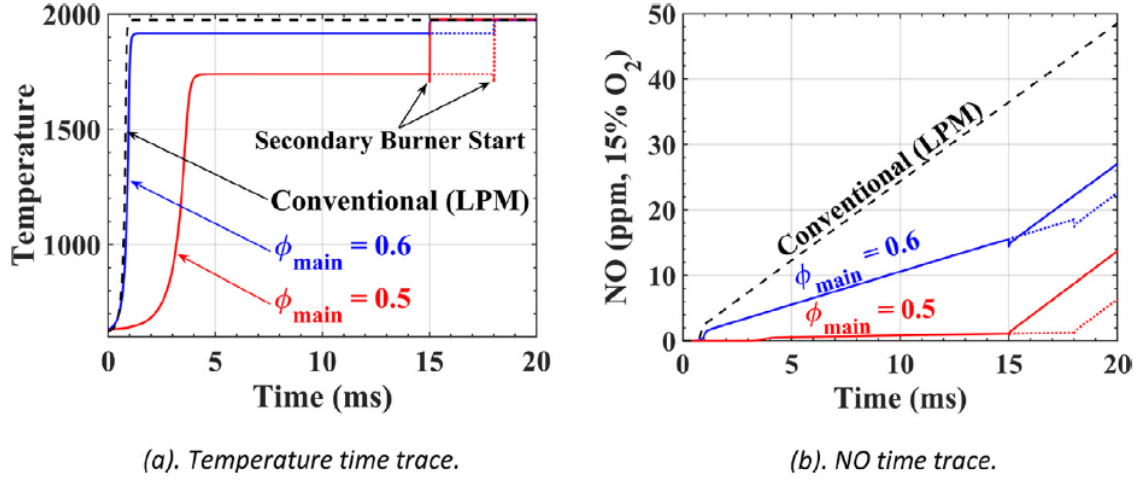 2000
1500
1000
Temperature
Secondary Burner Start
Conventional (LPM)
ϕmain = 0.6
ϕmain = 0.5
0 5 10 15 20
Time (ms)
(a). Temperature time trace.
50
40
30
20
10
0
NO (ppm, 15% O2)
Conventional (LPM)
ϕmain = 0.6
ϕmain = 0.5
0 5 10 15 20
Time (ms)
(b). NO time trace.